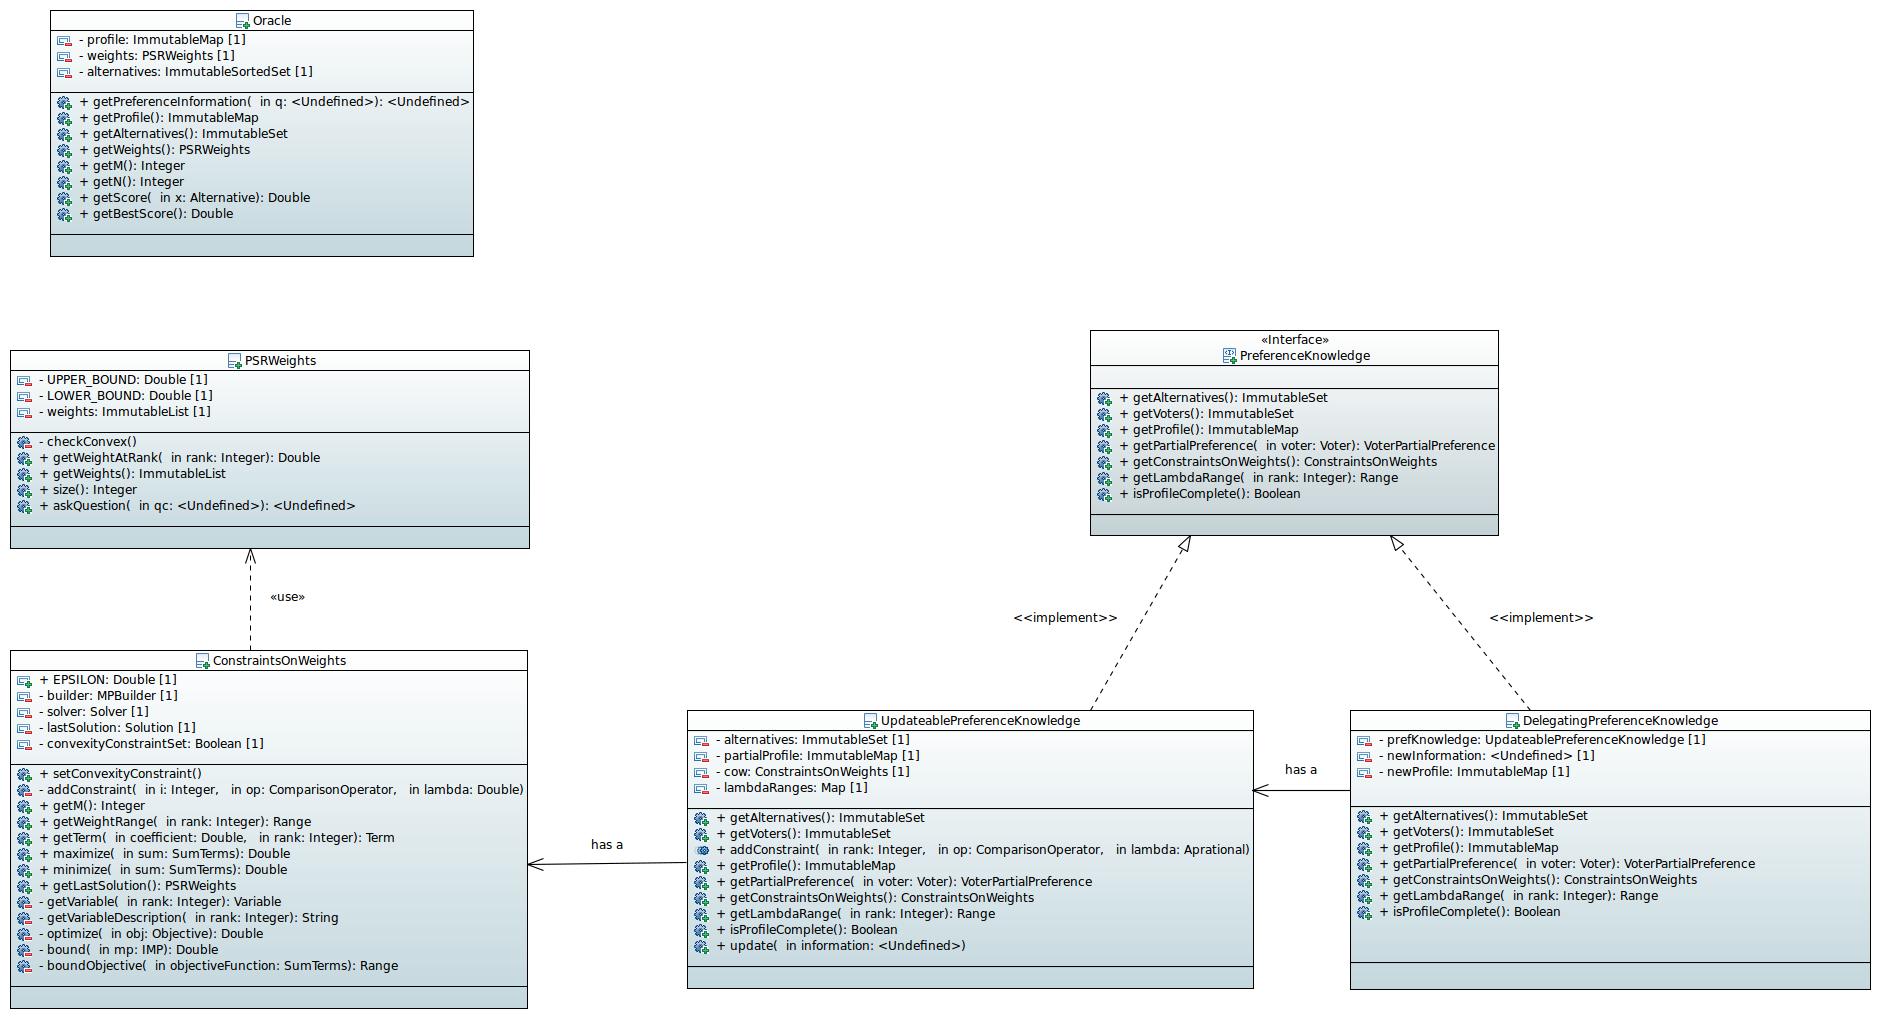 Oracle
- profile: ImmutableMap [1]
- weights: PSRWeights [1]
- alternatives: ImmutableSortedSet [1]
+ getPreferenceInformation(  in q: <Undefined>): <Undefined>
+ getProfile(): ImmutableMap
+ getAlternatives(): ImmutableSet
+ getWeights(): PSRWeights
+ getM(): Integer
+ getN(): Integer
+ getScore(  in x: Alternative): Double
+ getBestScore(): Double
PSRWeights
- UPPER_BOUND: Double [1]
- LOWER_BOUND: Double [1]
- weights: ImmutableList [1]
- checkConvex()
+ getWeightAtRank(  in rank: Integer): Double
+ getWeights(): ImmutableList
+ size(): Integer
+ askQuestion(  in qc: <Undefined>): <Undefined>
«Interface»
PreferenceKnowledge
+ getAlternatives(): ImmutableSet
+ getVoters(): ImmutableSet
+ getProfile(): ImmutableMap
+ getPartialPreference(  in voter: Voter): VoterPartialPreference
+ getConstraintsOnWeights(): ConstraintsOnWeights
+ getLambdaRange(  in rank: Integer): Range
+ isProfileComplete(): Boolean
«use»
<<implement>>
<<implement>>
ConstraintsOnWeights
+ EPSILON: Double [1]
- builder: MPBuilder [1]
- solver: Solver [1]
- lastSolution: Solution [1]
- convexityConstraintSet: Boolean [1]
+ setConvexityConstraint()
- addConstraint(  in i: Integer,   in op: ComparisonOperator,   in lambda: Double)
+ getM(): Integer
+ getWeightRange(  in rank: Integer): Range
+ getTerm(  in coefficient: Double,   in rank: Integer): Term
+ maximize(  in sum: SumTerms): Double
+ minimize(  in sum: SumTerms): Double
+ getLastSolution(): PSRWeights
- getVariable(  in rank: Integer): Variable
- getVariableDescription(  in rank: Integer): String
- optimize(  in obj: Objective): Double
- bound(  in mp: IMP): Double
- boundObjective(  in objectiveFunction: SumTerms): Range
has a
UpdateablePreferenceKnowledge
- alternatives: ImmutableSet [1]
- partialProfile: ImmutableMap [1]
- cow: ConstraintsOnWeights [1]
- lambdaRanges: Map [1]
+ getAlternatives(): ImmutableSet
+ getVoters(): ImmutableSet
+ addConstraint(  in rank: Integer,   in op: ComparisonOperator,   in lambda: Aprational)
+ getProfile(): ImmutableMap
+ getPartialPreference(  in voter: Voter): VoterPartialPreference
+ getConstraintsOnWeights(): ConstraintsOnWeights
+ getLambdaRange(  in rank: Integer): Range
+ isProfileComplete(): Boolean
+ update(  in information: <Undefined>)
has a
DelegatingPreferenceKnowledge
- prefKnowledge: UpdateablePreferenceKnowledge [1]
- newInformation: <Undefined> [1]
- newProfile: ImmutableMap [1]
+ getAlternatives(): ImmutableSet
+ getVoters(): ImmutableSet
+ getProfile(): ImmutableMap
+ getPartialPreference(  in voter: Voter): VoterPartialPreference
+ getConstraintsOnWeights(): ConstraintsOnWeights
+ getLambdaRange(  in rank: Integer): Range
+ isProfileComplete(): Boolean